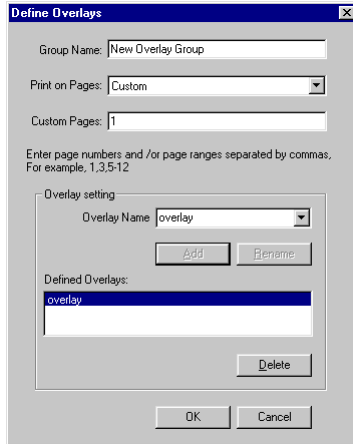 Define Overlays
Group Name: New Overlay Group
Print on Pages: Custom
Custom Pages: 1
Enter page numbers and /or page ranges separated by commas,
For example, 1,3,5-12
Overlay setting
Overlay Name overlay
Add Rename
Defined Overlays:
overlay
Delete
OK Cancel